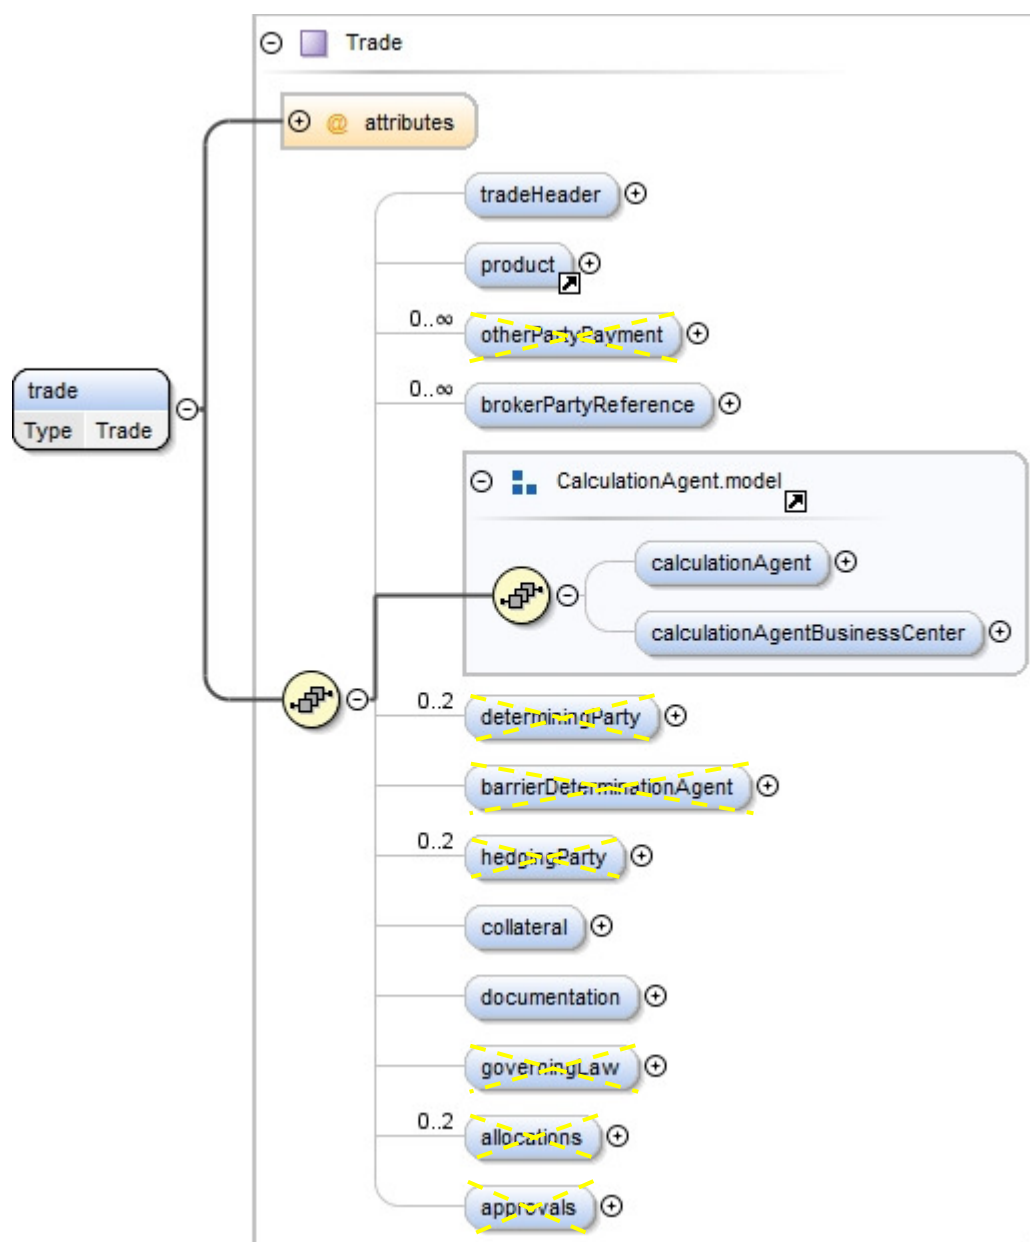 Trade
@ attributes
tradeHeader
product
0..∞
otherPartyPayment
0..∞
brokerPartyReference
trade
Type Trade
CalculationAgent.model
calculationAgent
calculationAgentBusinessCenter
0..2
determiningParty
barrierDeterminationAgent
0..2
hedgingParty
collateral
documentation
governingLaw
0..2
allocations
approvals